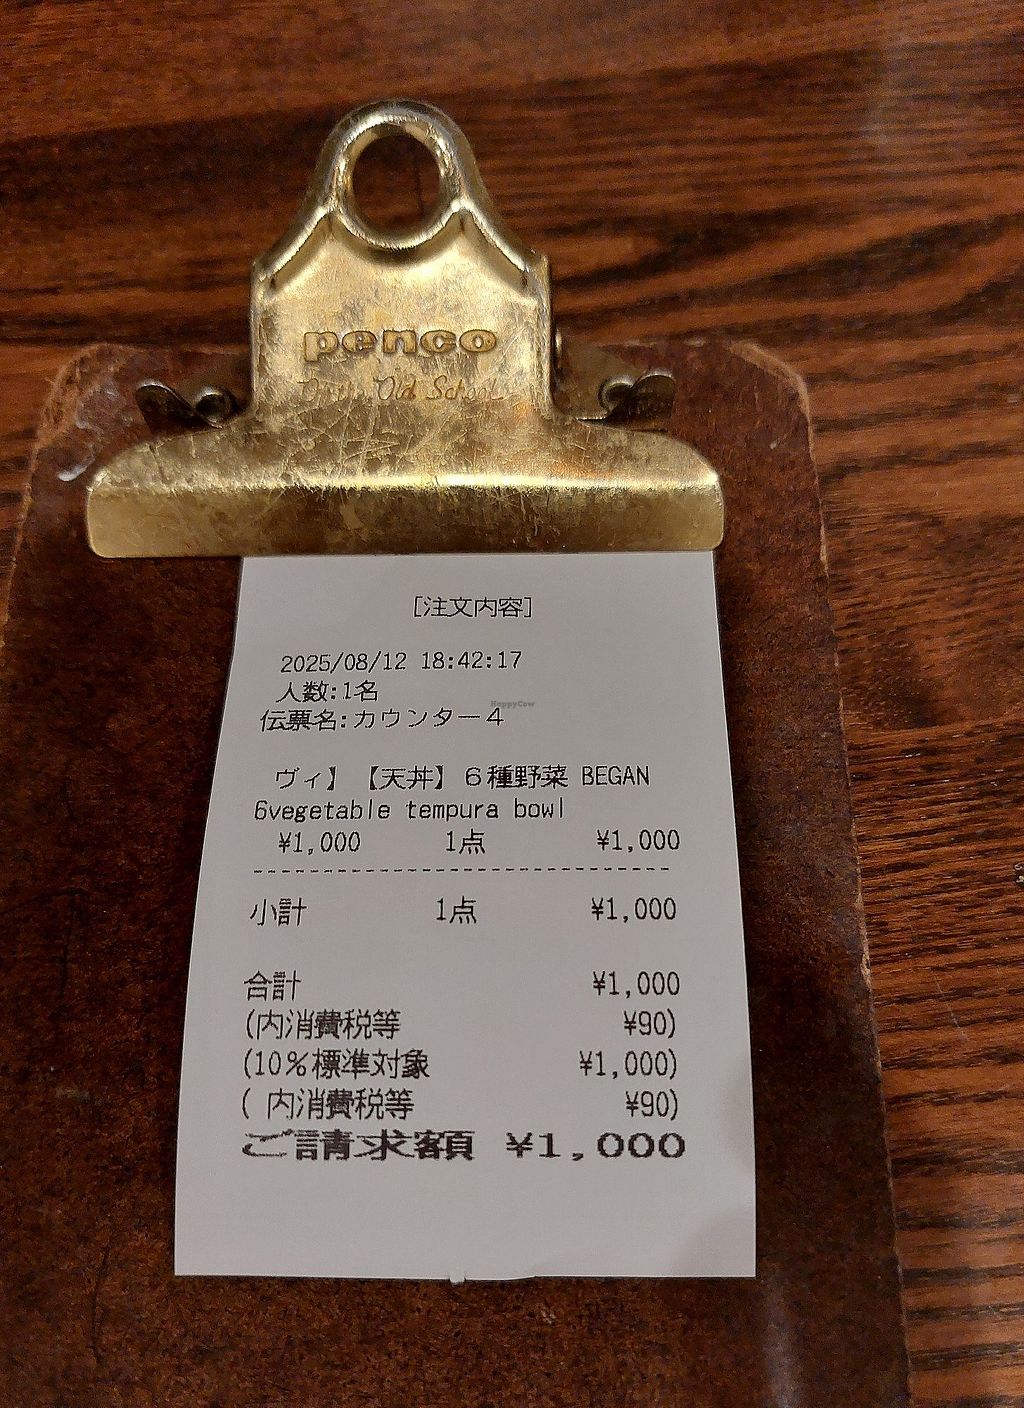 penco
Old School
[注文内容]
2025/08/12 18:42:17
人数:1名
HappyCow
伝票名:カウンター４
ヴィ】【天丼】６種野菜 BEGAN
6vegetable tempura bowl
¥1,000 1点 ¥1,000
小計 1点 ¥1,000
合計 ¥1,000
(内消費税等 ¥90)
(10％標準対象 ¥1,000)
( 内消費税等 ¥90)
ご請求額 ¥1,000